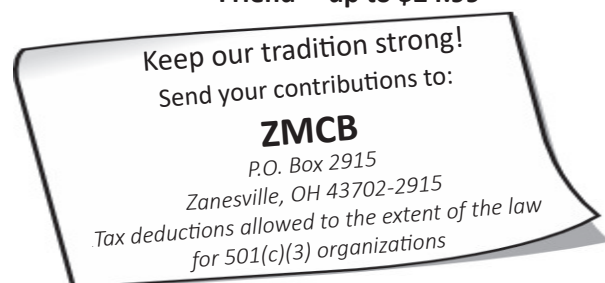 Keep our tradition strong!
Send your contributions to:
ZMCB
P.O. Box 2915
Zanesville, OH 43702-2915
Tax deductions allowed to the extent of the law
for 501(c)(3) organizations